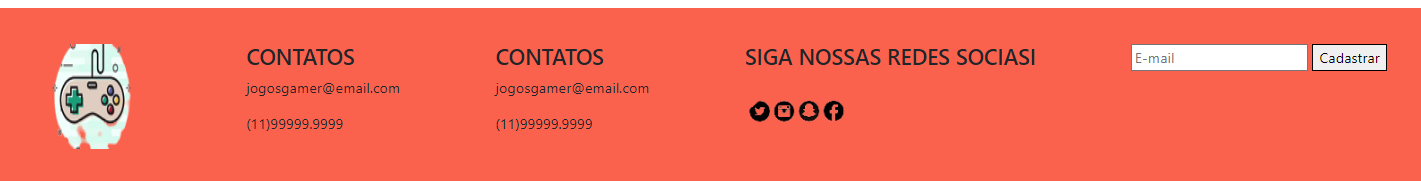 CONTATOS
jogosgamer@email.com
(11)99999.9999
CONTATOS
jogosgamer@email.com
(11)99999.9999
SIGA NOSSAS REDES SOCIASI
E-mail
Cadastrar